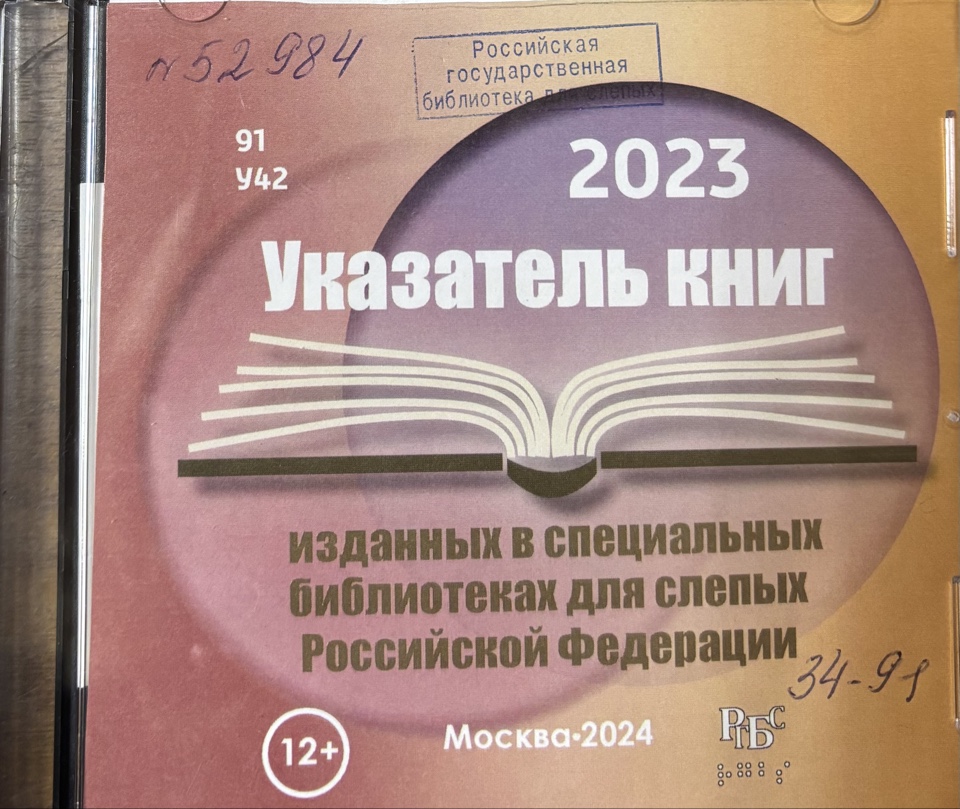 №52984
Российская
государственная
библиотека для слепых
91
У42
2023
Указатель книг
изданных в специальных
библиотеках для слепых
Российской Федерации
34-91
12+
Москва•2024
РГБС